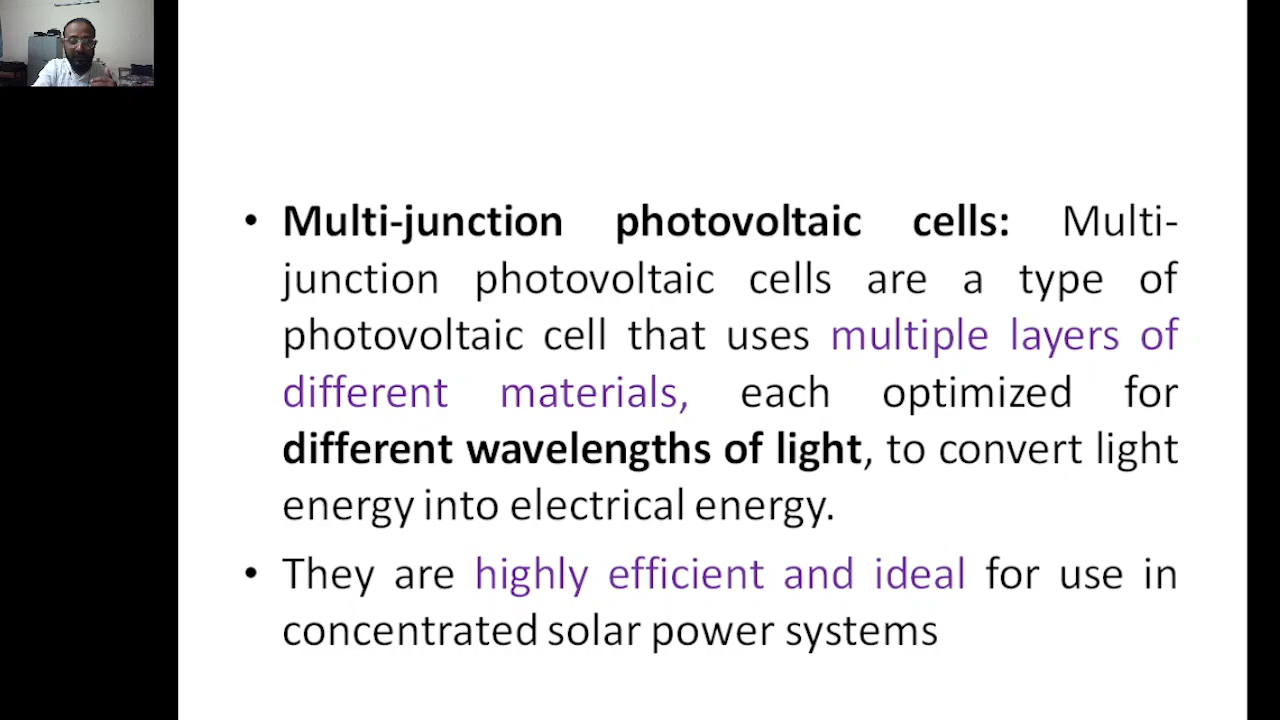 • Multi-junction photovoltaic cells: Multi-
junction photovoltaic cells are a type of
photovoltaic cell that uses multiple layers of
different materials, each optimized for
different wavelengths of light, to convert light
energy into electrical energy.
• They are highly efficient and ideal for use in
concentrated solar power systems